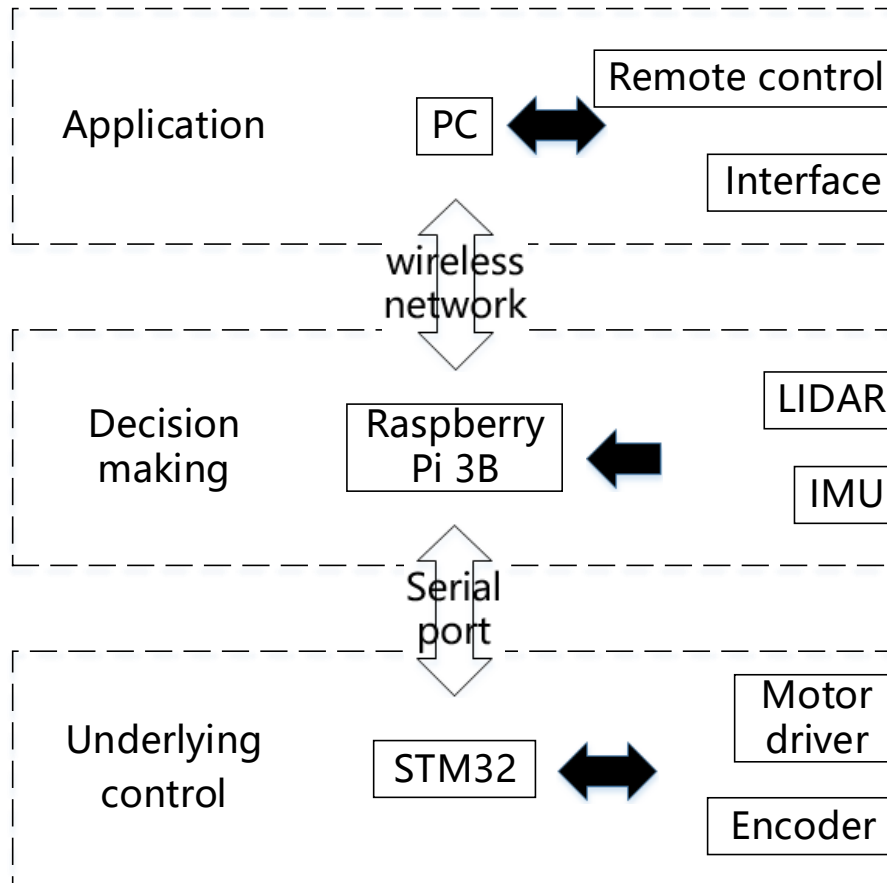 Application
PC
Remote control
Interface
wireless
network
Decision
making
Raspberry
Pi 3B
LIDAR
IMU
Serial
port
Underlying
control
STM32
Motor
driver
Encoder